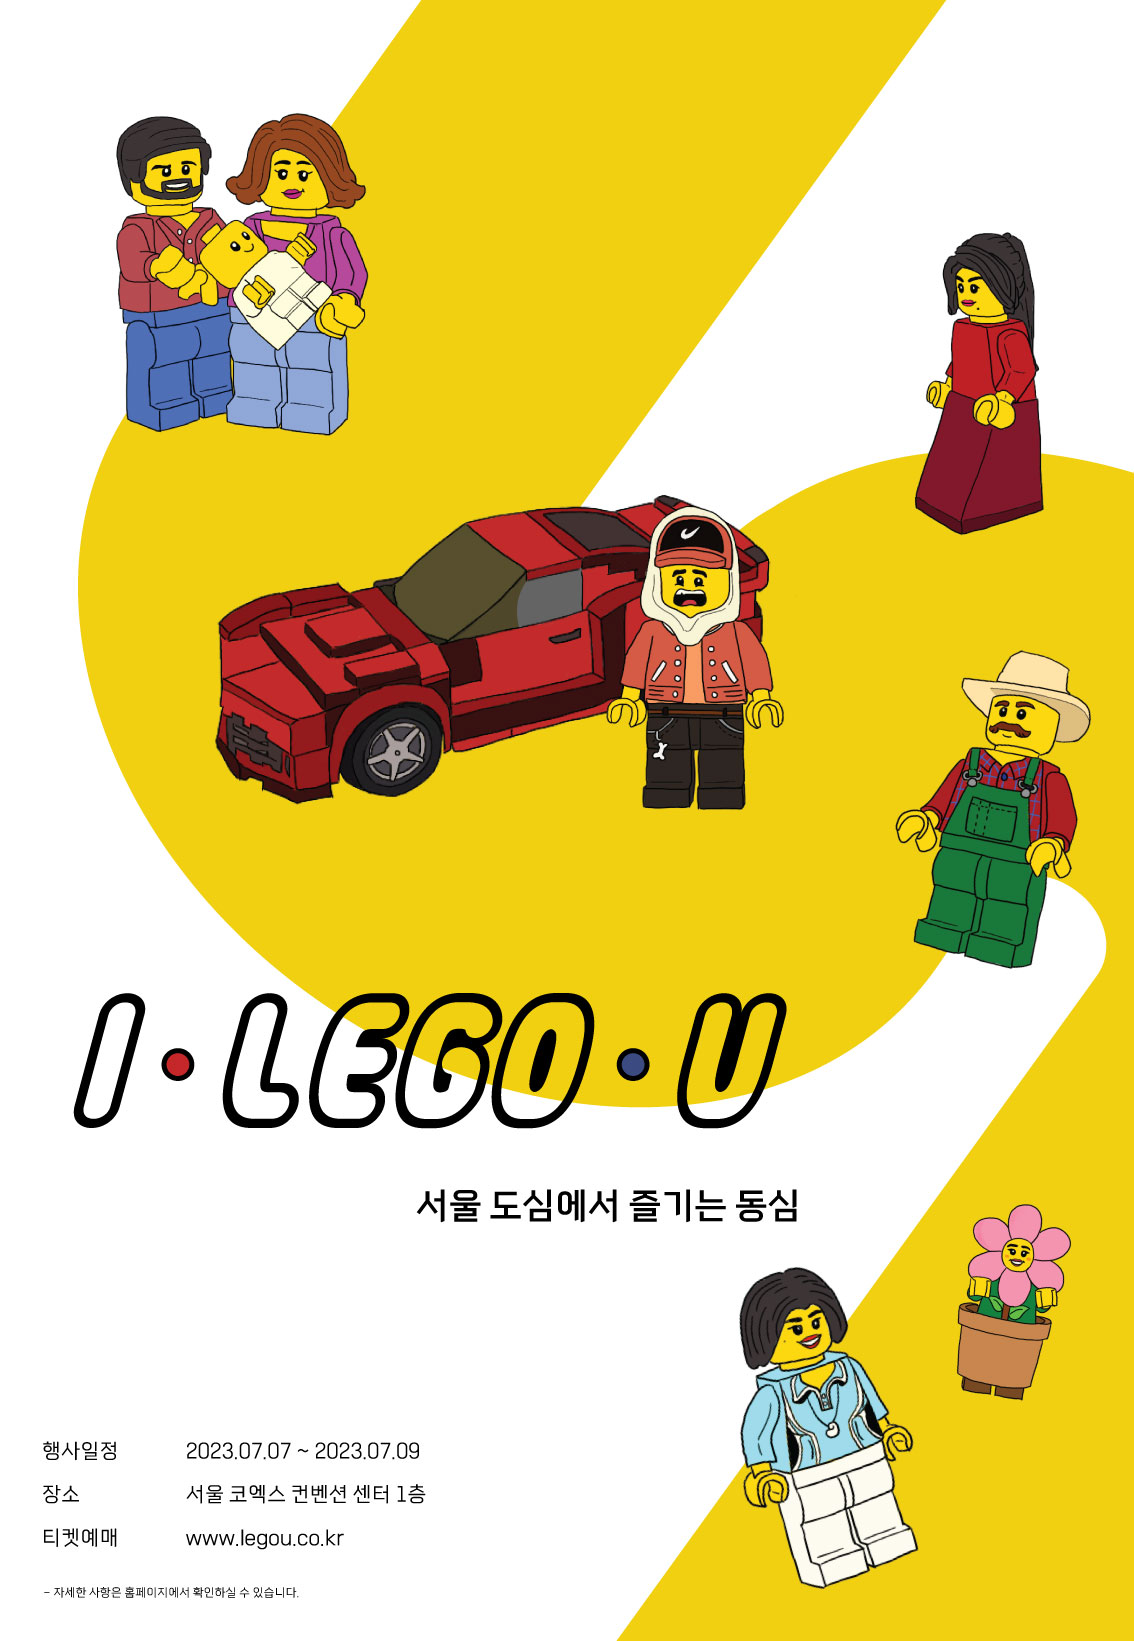 I·LEGO·U
서울 도심에서 즐기는 동심
행사일정 2023.07.07 ~ 2023.07.09
장소 서울 코엑스 컨벤션 센터 1층
티켓예매 www.legou.co.kr
- 자세한 사항은 홈페이지에서 확인하실 수 있습니다.